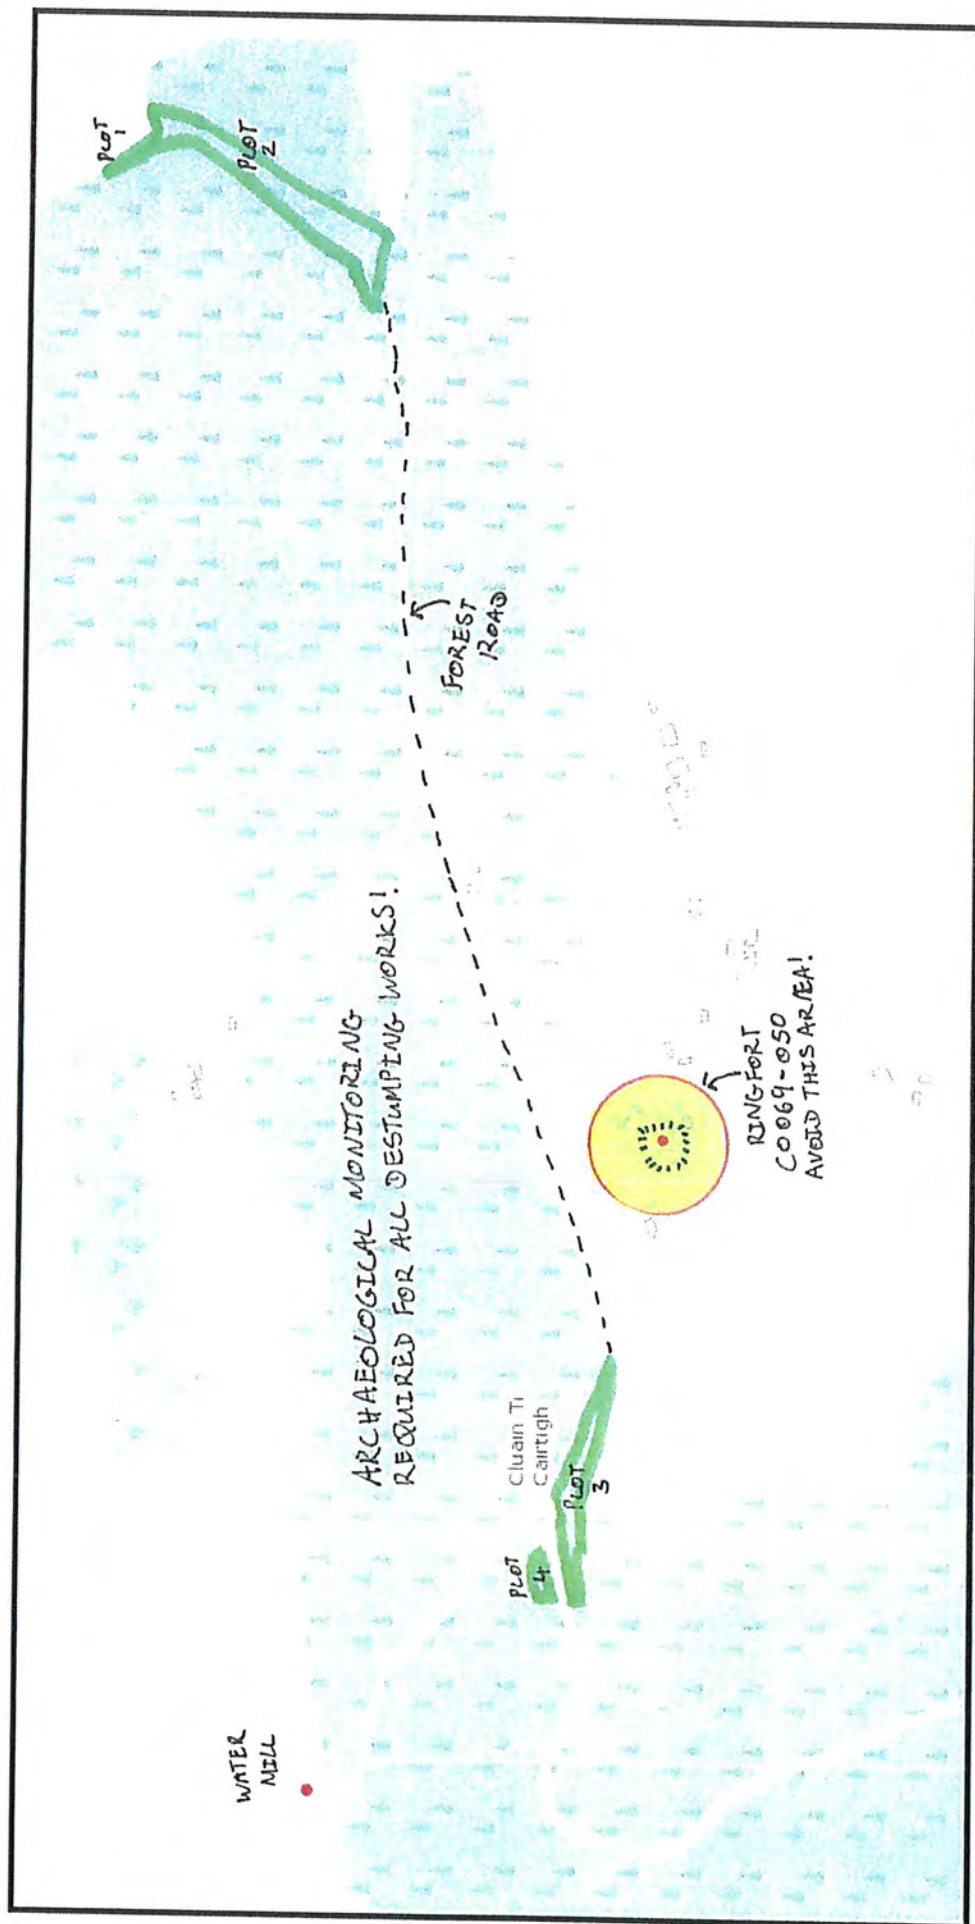 PLOT
1
PLOT
2
FOREST
ROAD
ARCHAEOLOGICAL MONITORING
REQUIRED FOR ALL DESTUMPING WORKS!
RINGFORT
CO069-050
AVOID THIS AREA!
Cluain Ti
Cairtigh
PLOT
3
PLOT
4
WATER
MILL